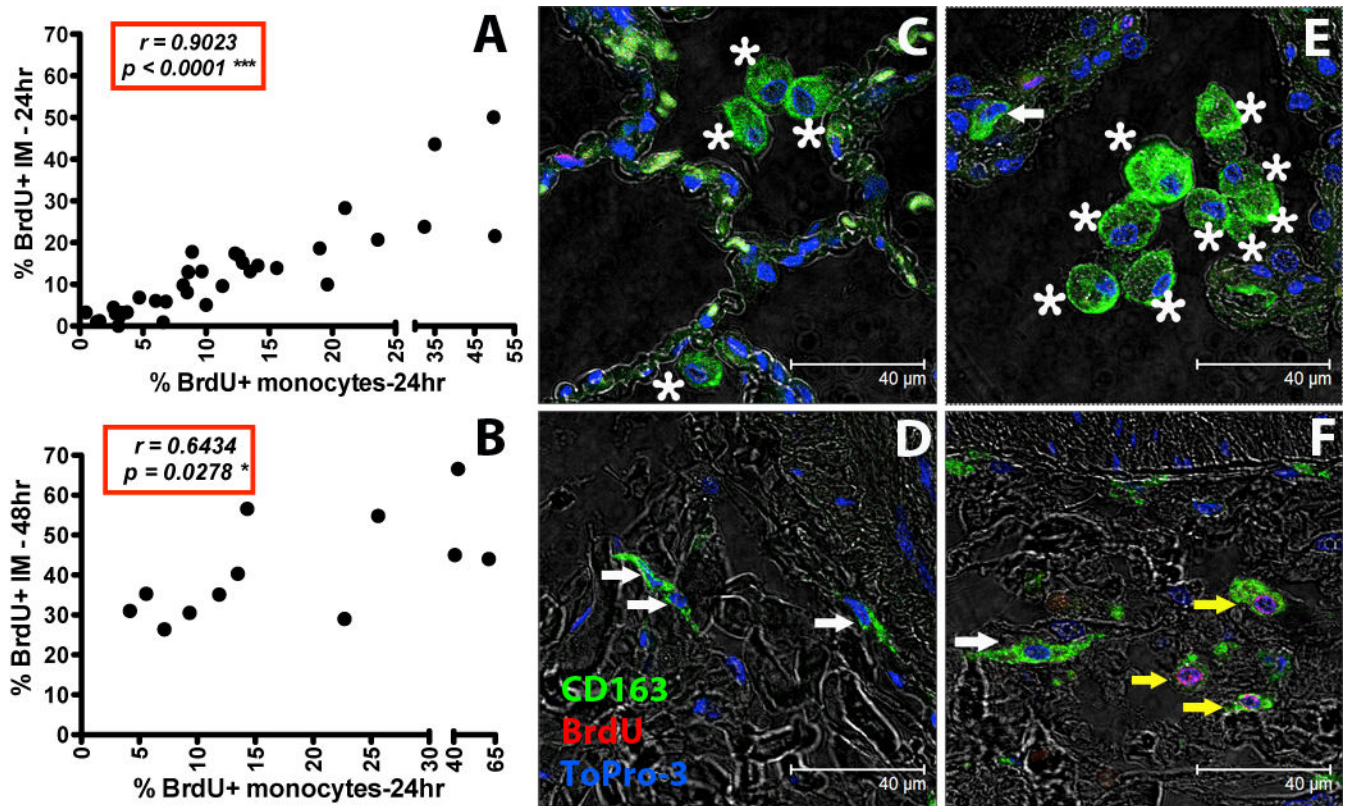 A
r = 0.9023
p < 0.0001 ***
% BrdU+ IM - 24hr
70
60
50
40
30
20
10
0
0 5 10 15 20 25 35 55
% BrdU+ monocytes-24hr
B
r = 0.6434
p = 0.0278 *
% BrdU+ IM - 48hr
70
60
50
40
30
20
10
0
0 5 10 15 20 25 30 40 65
% BrdU+ monocytes-24hr
C
* * * *
40 µm
E
* * * * * * * *
40 µm
D
CD163
BrdU
ToPro-3
40 µm
F
40 µm